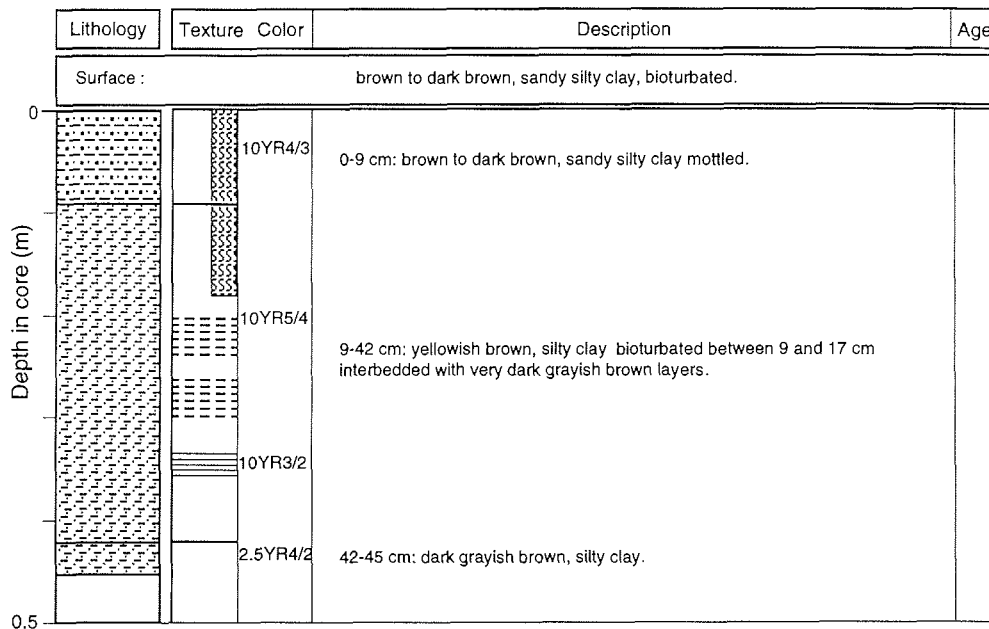 Lithology Texture Color Description Age
Surface : brown to dark brown, sandy silty clay, bioturbated.
0
10YR4/3
0-9 cm: brown to dark brown, sandy silty clay mottled.
10YR5/4
9-42 cm: yellowish brown, silty clay bioturbated between 9 and 17 cm
interbedded with very dark grayish brown layers.
10YR3/2
2.5YR4/2
42-45 cm: dark grayish brown, silty clay.
0.5
Depth in core (m)